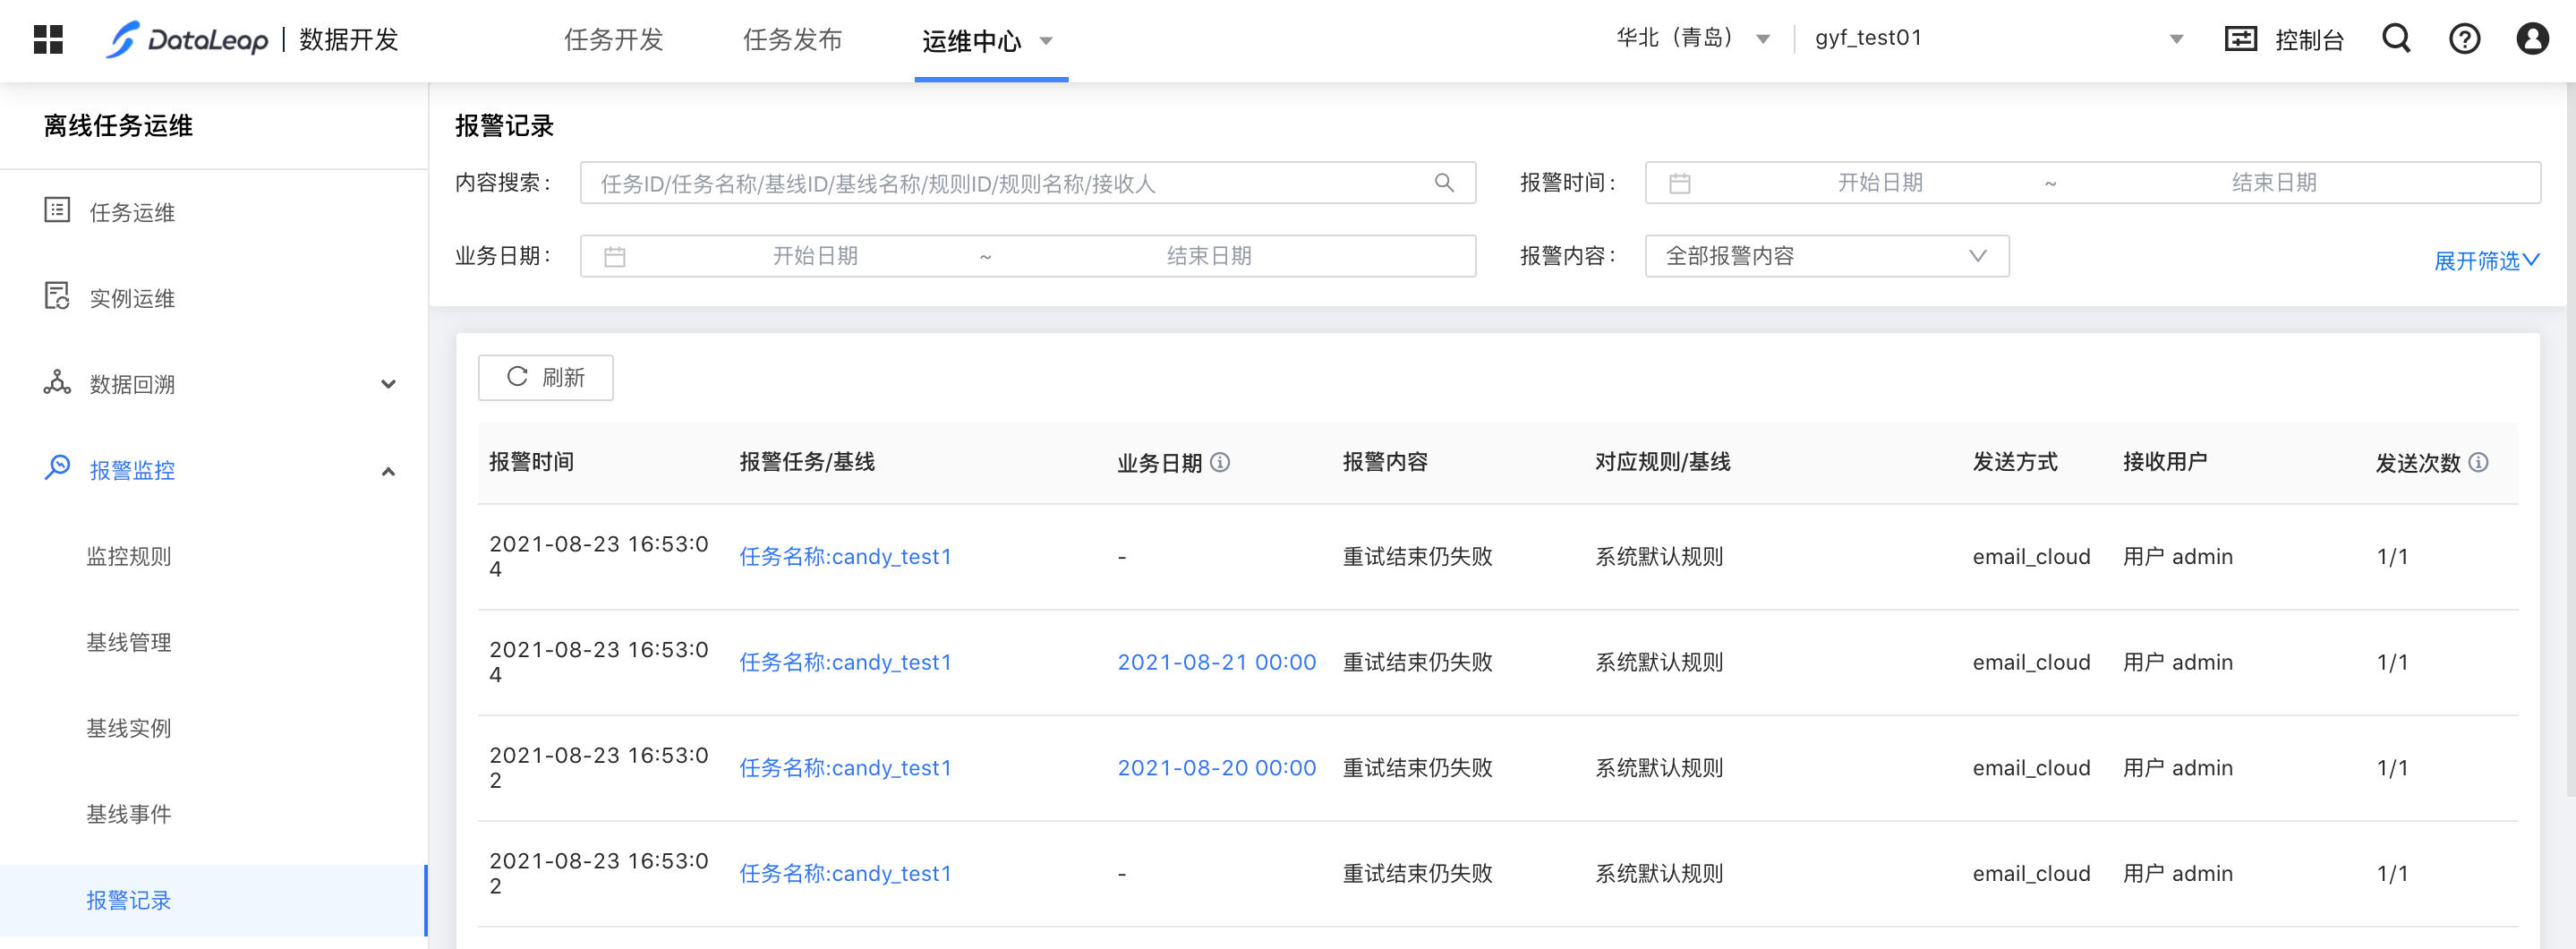 DataLeap 数据开发 任务开发 任务发布 运维中心 华北（青岛） gyf_test01 控制台
离线任务运维
任务运维
实例运维
数据回溯
报警监控
监控规则
基线管理
基线实例
基线事件
报警记录
报警记录
内容搜索: 任务ID/任务名称/基线ID/基线名称/规则ID/规则名称/接收人 报警时间: 开始日期 ~ 结束日期
业务日期: 开始日期 ~ 结束日期 报警内容: 全部报警内容 展开筛选
刷新
报警时间 报警任务/基线 业务日期 报警内容 对应规则/基线 发送方式 接收用户 发送次数
2021-08-23 16:53:0
4 任务名称:candy_test1 - 重试结束仍失败 系统默认规则 email_cloud 用户 admin 1/1
2021-08-23 16:53:0
4 任务名称:candy_test1 2021-08-21 00:00 重试结束仍失败 系统默认规则 email_cloud 用户 admin 1/1
2021-08-23 16:53:0
2 任务名称:candy_test1 2021-08-20 00:00 重试结束仍失败 系统默认规则 email_cloud 用户 admin 1/1
2021-08-23 16:53:0
2 任务名称:candy_test1 - 重试结束仍失败 系统默认规则 email_cloud 用户 admin 1/1